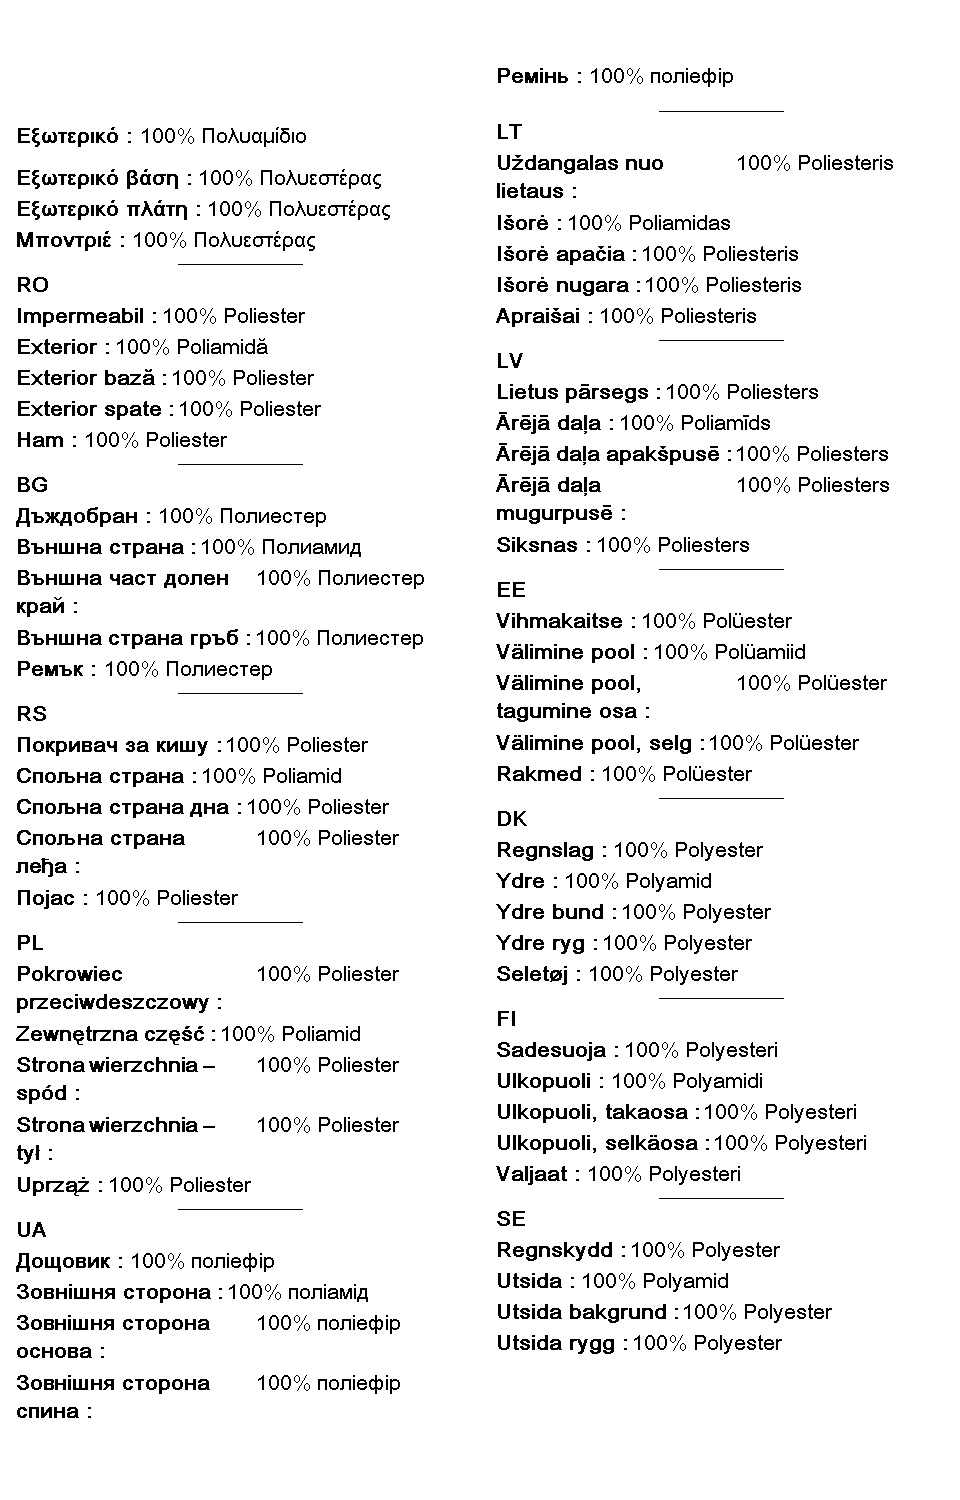 Εξωτερικό : 100% Πολυαμίδιο
Εξωτερικό βάση : 100% Πολυεστέρας
Εξωτερικό πλάτη : 100% Πολυεστέρας
Μποντριέ : 100% Πολυεστέρας
RO
Impermeabil : 100% Poliester
Exterior : 100% Poliamidă
Exterior bază : 100% Poliester
Exterior spate : 100% Poliester
Ham : 100% Poliester
BG
Дъждобран : 100% Полиестер
Външна страна : 100% Полиамид
Външна част долен 100% Полиестер
край :
Външна страна гръб : 100% Полиестер
Ремък : 100% Полиестер
RS
Покривач за кишу : 100% Poliester
Спољна страна : 100% Poliamid
Спољна страна дна : 100% Poliester
Спољна страна 100% Poliester
леђа :
Појас : 100% Poliester
PL
Pokrowiec 100% Poliester
przeciwdeszczowy :
Zewnętrzna część : 100% Poliamid
Strona wierzchnia – 100% Poliester
spód :
Strona wierzchnia – 100% Poliester
tył :
Uprząż : 100% Poliester
UA
Дощовик : 100% поліефір
Зовнішня сторона : 100% поліамід
Зовнішня сторона 100% поліефір
основа :
Зовнішня сторона 100% поліефір
спина :
Ремінь : 100% поліефір
LT
Uždangalas nuo 100% Poliesteris
lietaus :
Išorė : 100% Poliamidas
Išorė apačia : 100% Poliesteris
Išorė nugara : 100% Poliesteris
Apraišai : 100% Poliesteris
LV
Lietus pārsegs : 100% Poliesters
Ārējā daļa : 100% Poliamīds
Ārējā daļa apakšpusē : 100% Poliesters
Ārējā daļa 100% Poliesters
mugurpusē :
Siksnas : 100% Poliesters
EE
Vihmakaitse : 100% Polüester
Välimine pool : 100% Polüamiid
Välimine pool, 100% Polüester
tagumine osa :
Välimine pool, selg : 100% Polüester
Rakmed : 100% Polüester
DK
Regnslag : 100% Polyester
Ydre : 100% Polyamid
Ydre bund : 100% Polyester
Ydre ryg : 100% Polyester
Seletøj : 100% Polyester
FI
Sadesuoja : 100% Polyesteri
Ulkopuoli : 100% Polyamidi
Ulkopuoli, takaosa : 100% Polyesteri
Ulkopuoli, selkäosa : 100% Polyesteri
Valjaat : 100% Polyesteri
SE
Regnskydd : 100% Polyester
Utsida : 100% Polyamid
Utsida bakgrund : 100% Polyester
Utsida rygg : 100% Polyester